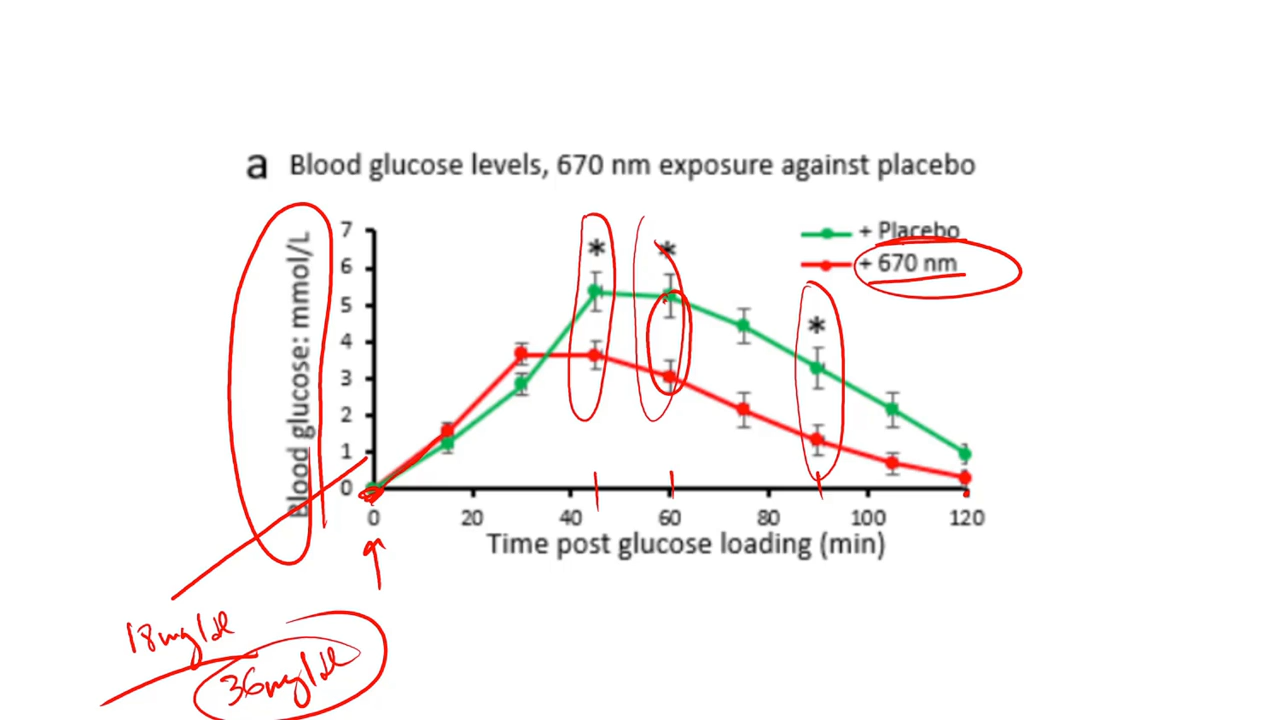 a Blood glucose levels, 670 nm exposure against placebo
Blood glucose: mmol/L
7
6
5
4
3
2
1
0
* * *
+ Placebo
+ 670 nm
0 20 40 60 80 100 120
Time post glucose loading (min)
18mg/dl
36mg/dl